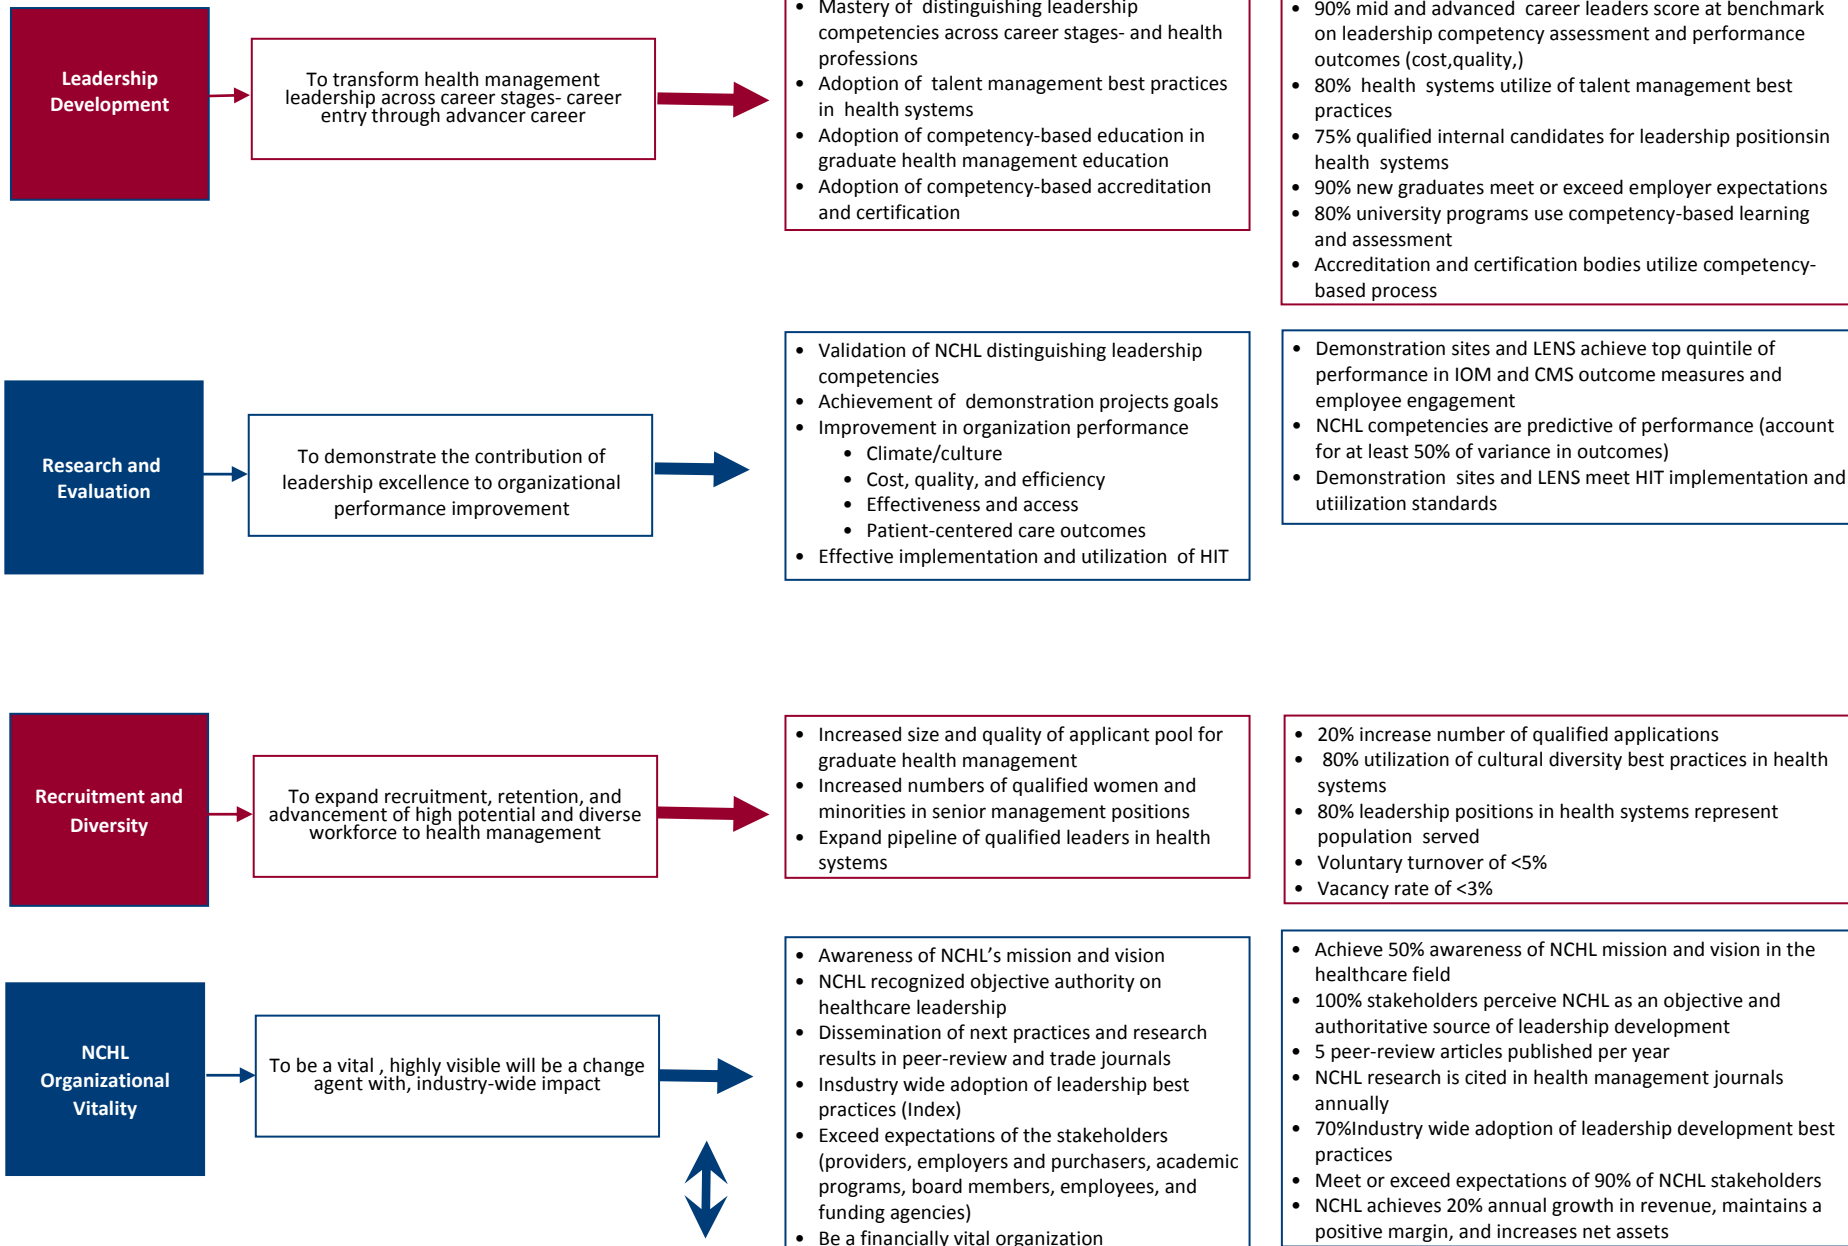 Leadership
Development
To transform health management
leadership across career stages- career
entry through advancer career
• Mastery of  distinguishing leadership
competencies across career stages- and health
professions
• Adoption of  talent management best practices
in  health systems
• Adoption of competency-based education in
graduate health management education
• Adoption of competency-based accreditation
and certification
• 90% mid and advanced  career leaders score at benchmark
on leadership competency assessment and performance
outcomes (cost,quality,)
• 80%  health  systems utilize of talent management best
practices
• 75% qualified internal candidates for leadership positionsin
health  systems
• 90% new graduates meet or exceed employer expectations
• 80% university programs use competency-based learning
and assessment
• Accreditation and certification bodies utilize competency-
based process
Research and
Evaluation
To demonstrate the contribution of
leadership excellence to organizational
performance improvement
• Validation of NCHL distinguishing leadership
competencies
• Achievement of  demonstration projects goals
• Improvement in organization performance
• Climate/culture
• Cost, quality, and efficiency
• Effectiveness and access
• Patient-centered care outcomes
• Effective implementation and utilization  of HIT
• Demonstration sites and LENS achieve top quintile of
performance in IOM and CMS outcome measures and
employee engagement
• NCHL competencies are predictive of performance (account
for at least 50% of variance in outcomes)
• Demonstration  sites and LENS meet HIT implementation and
utiilization standards
Recruitment and
Diversity
To expand recruitment, retention, and
advancement of high potential and diverse
workforce to health management
• Increased size and quality of applicant pool for
graduate health management
• Increased numbers of qualified women and
minorities in senior management positions
• Expand pipeline of qualified leaders in health
systems
• 20% increase number of qualified applications
•  80% utilization of cultural diversity best practices in health
systems
• 80% leadership positions in health systems represent
population  served
• Voluntary turnover of <5%
• Vacancy rate of <3%
NCHL
Organizational
Vitality
To be a vital , highly visible will be a change
agent with, industry-wide impact
• Awareness of NCHL’s mission and vision
• NCHL recognized objective authority on
healthcare leadership
• Dissemination of next practices and research
results in peer-review and trade journals
• Insdustry wide adoption of leadership best
practices (Index)
• Exceed expectations of the stakeholders
(providers, employers and purchasers, academic
programs, board members, employees, and
funding agencies)
• Be a financially vital organization
• Achieve 50% awareness of NCHL mission and vision in the
healthcare field
• 100% stakeholders perceive NCHL as an objective and
authoritative source of leadership development
• 5 peer-review articles published per year
• NCHL research is cited in health management journals
annually
• 70%Industry wide adoption of leadership development best
practices
• Meet or exceed expectations of 90% of NCHL stakeholders
• NCHL achieves 20% annual growth in revenue, maintains a
positive margin, and increases net assets